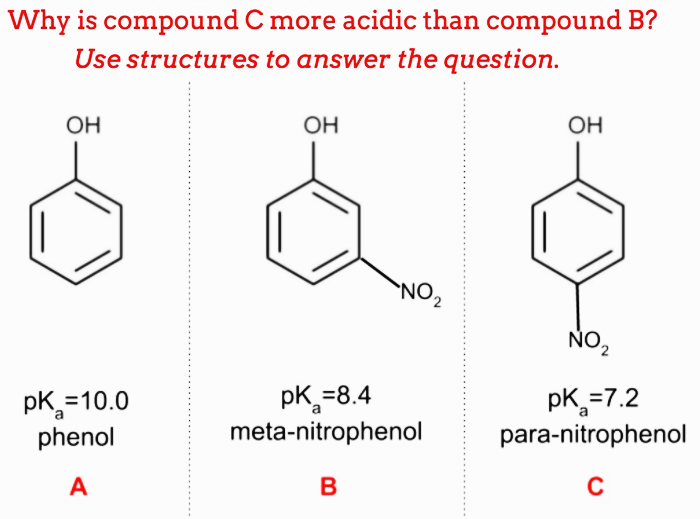 Why is compound C more acidic than compound B?
Use structures to answer the question.
OH
OH
OH
NO₂
NO₂
pKₐ=10.0
pKₐ=8.4
pKₐ=7.2
phenol
meta-nitrophenol
para-nitrophenol
A
B
C